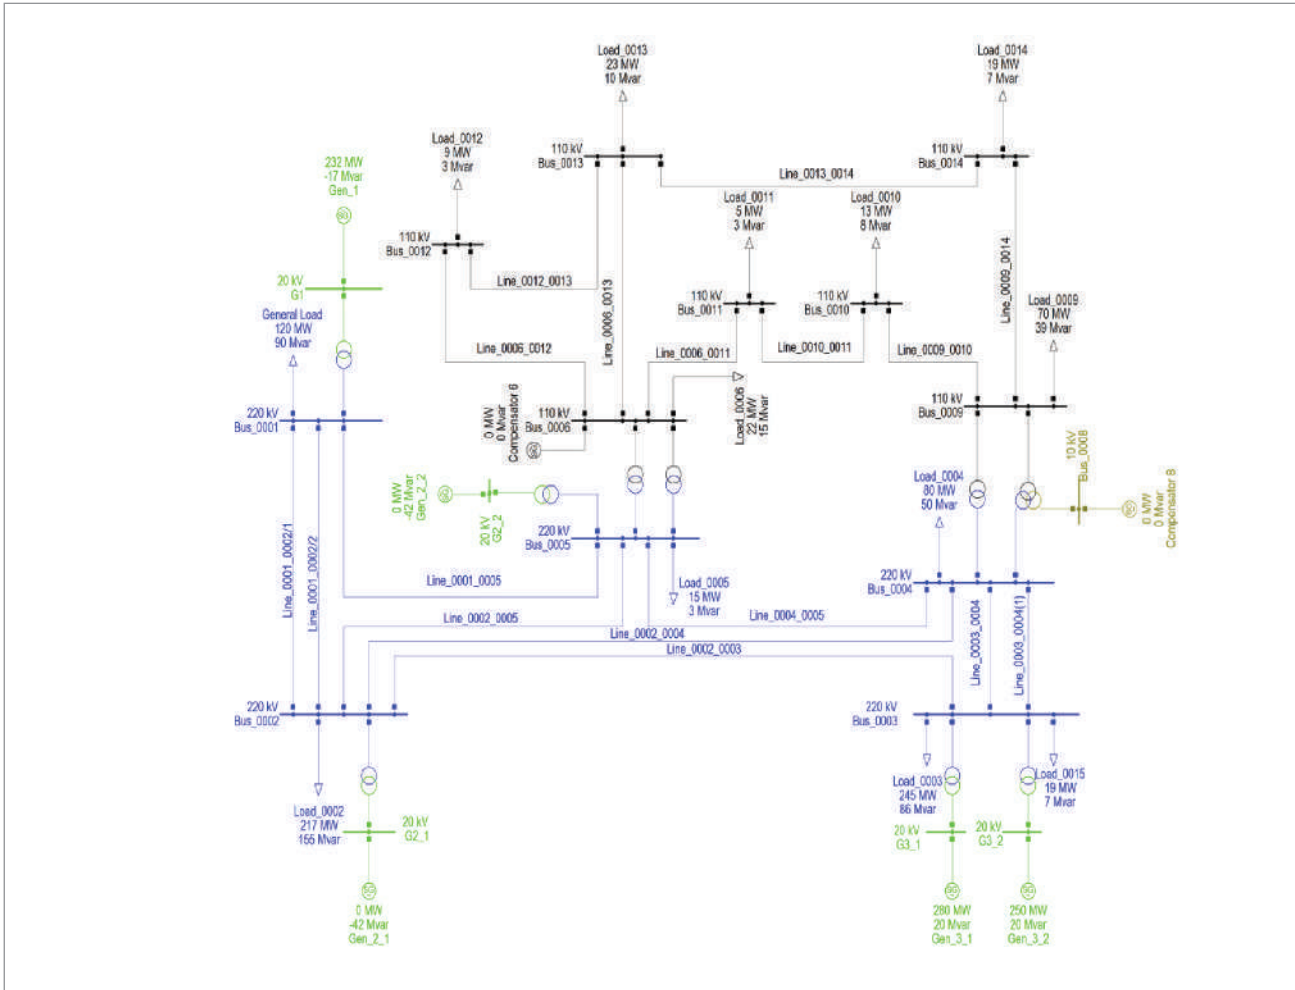 Load_0013
23 MW
10 Mvar
Load_0014
19 MW
7 Mvar
Load_0012
9 MW
3 Mvar
110 kV
Bus_0013
110 kV
Bus_0014
232 MW
-17 Mvar
Gen_1
SG
Line_0013_0014
Load_0011
5 MW
3 Mvar
Load_0010
13 MW
8 Mvar
110 kV
Bus_0012
Line_0012_0013
Line_0006_0013
Line_0009_0014
20 kV
G1
110 kV
Bus_0011
110 kV
Bus_0010
Load_0009
70 MW
39 Mvar
General Load
120 MW
90 Mvar
Line_0006_0012
Line_0006_0011
Line_0010_0011
Line_0009_0010
220 kV
Bus_0001
0 MW
0 Mvar
Compensator 6
SG
110 kV
Bus_0006
Load_0006
22 MW
15 Mvar
110 kV
Bus_0009
10 kV
Bus_0008
SG
0 MW
0 Mvar
Compensator 8
0 MW
-42 Mvar
Gen_2_2
SG
20 kV
G2_2
Load_0004
80 MW
50 Mvar
220 kV
Bus_0005
Line_0001_0002/1
Line_0001_0002/2
Line_0001_0005
Load_0005
15 MW
3 Mvar
220 kV
Bus_0004
Line_0002_0005
Line_0004_0005
Line_0002_0004
Line_0002_0003
Line_0003_0004
Line_0003_0004(1)
220 kV
Bus_0002
220 kV
Bus_0003
Load_0002
217 MW
155 Mvar
20 kV
G2_1
Load_0003
245 MW
86 Mvar
Load_0015
19 MW
7 Mvar
20 kV
G3_1
20 kV
G3_2
SG
0 MW
-42 Mvar
Gen_2_1
SG
280 MW
20 Mvar
Gen_3_1
SG
250 MW
20 Mvar
Gen_3_2